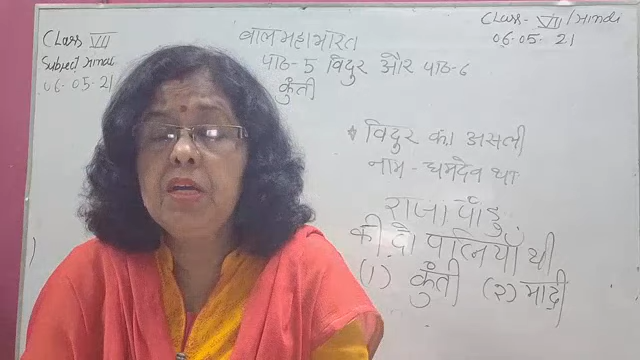 Class VII
Subject Hindi
06-05-21
Class - VII / Hindi
06.05.21
बालमहाभारत
पाठ-5 विदुर और पाठ-6
कुंती
विदुर का असली
नाम - धर्मदेव था
राजा पाँडु
की दो पत्नियाँ थी
(1) कुँती (२) माद्री